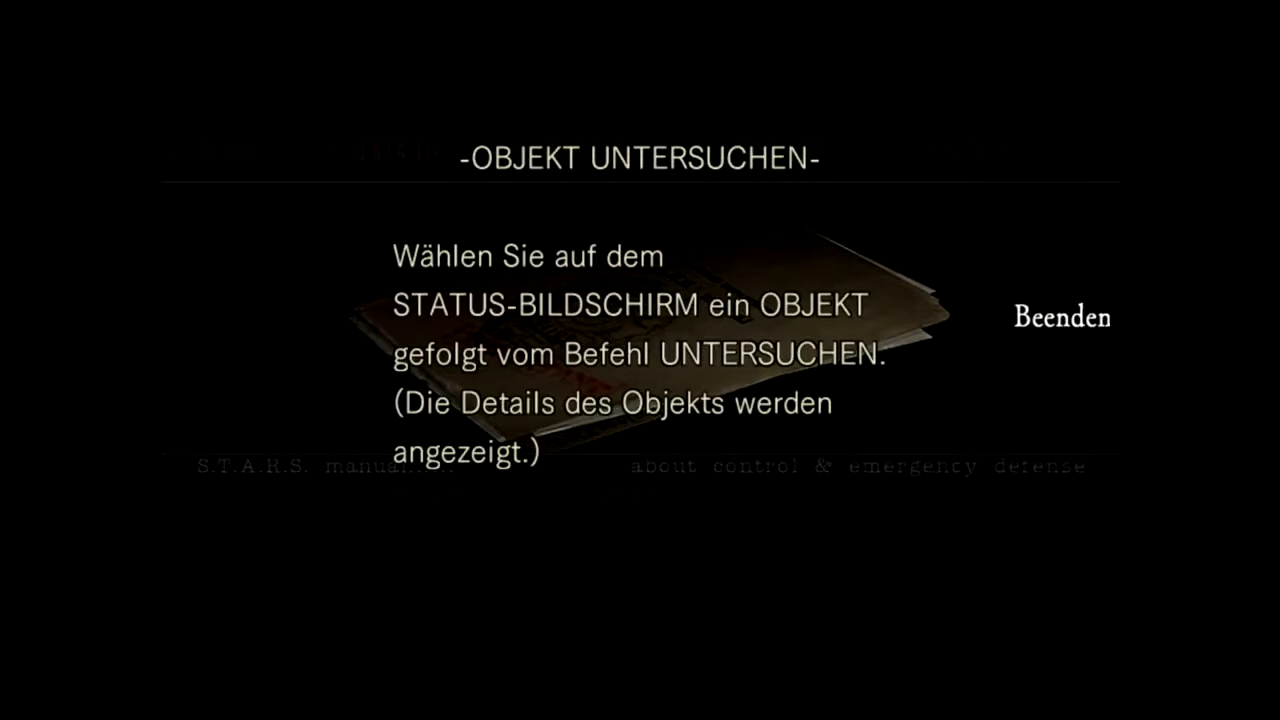 -OBJEKT UNTERSUCHEN-
Wählen Sie auf dem
STATUS-BILDSCHIRM ein OBJEKT
gefolgt vom Befehl UNTERSUCHEN.
(Die Details des Objekts werden
angezeigt.)
Beenden
S.T.A.R.S. manual
about control & emergency defense